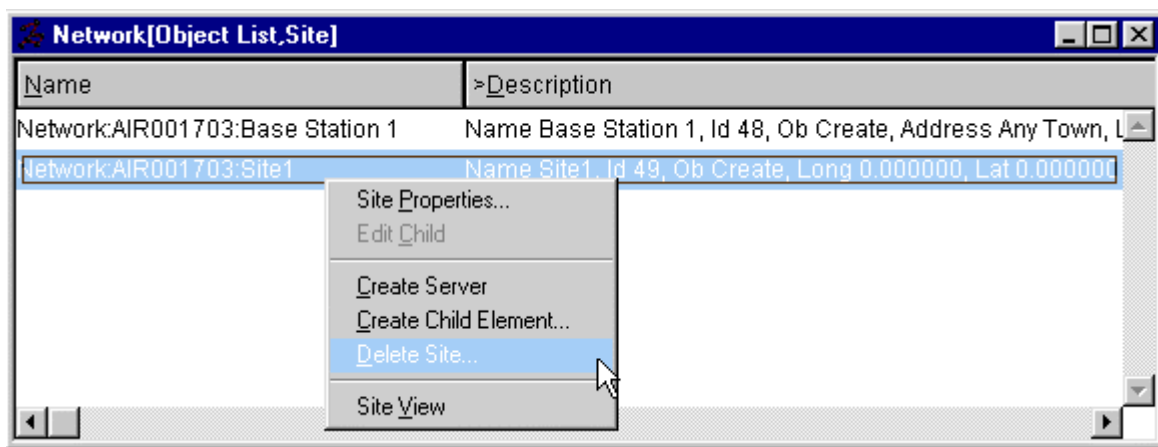 Network[Object List,Site]
Name >Description
Network:AIR001703:Base Station 1 Name Base Station 1, Id 48, Ob Create, Address Any Town, L
Network:AIR001703:Site1 Name Site1, Id 49, Ob Create, Long 0.000000, Lat 0.000000
Site Properties...
Edit Child
Create Server
Create Child Element...
Delete Site...
Site View